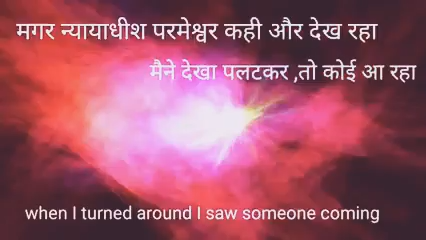 मगर न्यायाधीश परमेश्वर कही और देख रहा
मैने देखा पलटकर ,तो कोई आ रहा
when I turned around I saw someone coming